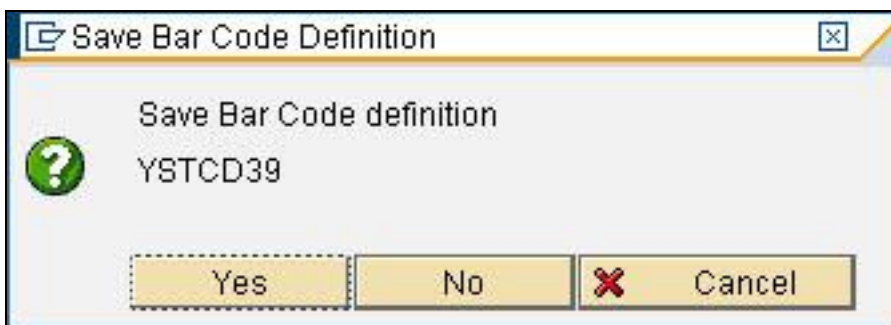 Save Bar Code Definition
Save Bar Code definition
YSTCD39
Yes No Cancel